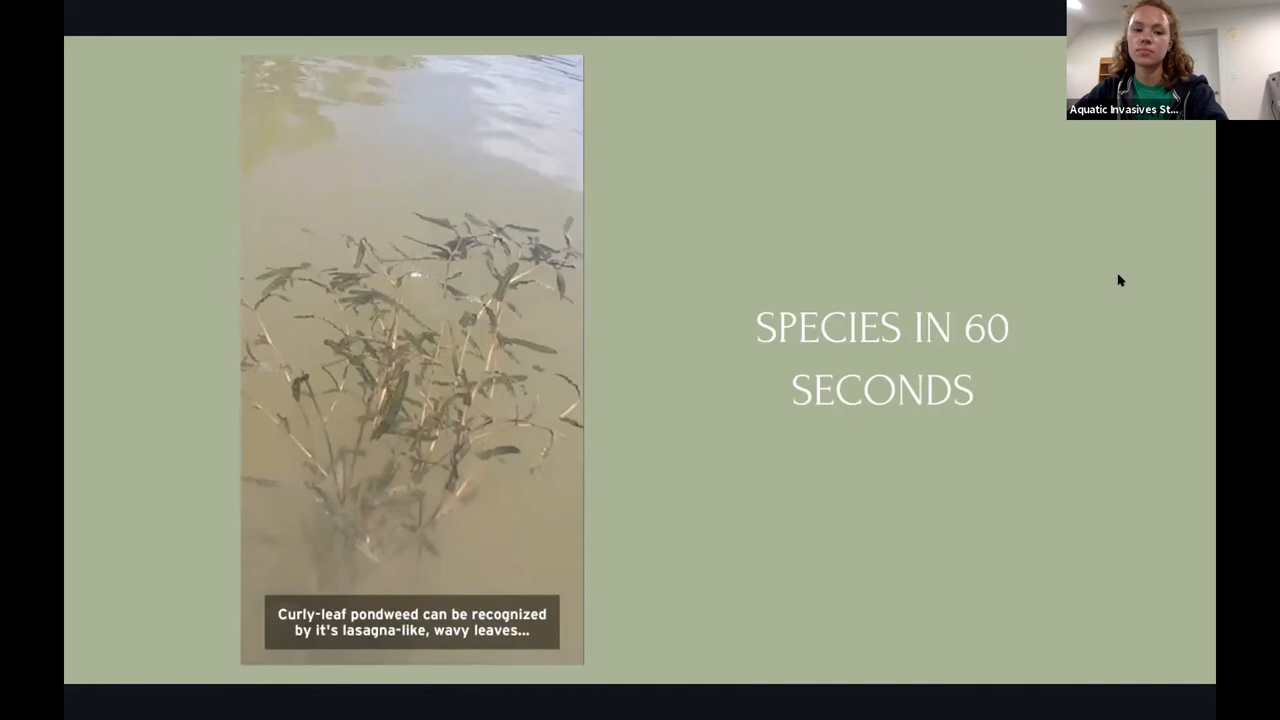 Aquatic Invasives St...
SPECIES IN 60
SECONDS
Curly-leaf pondweed can be recognized
by it's lasagna-like, wavy leaves...